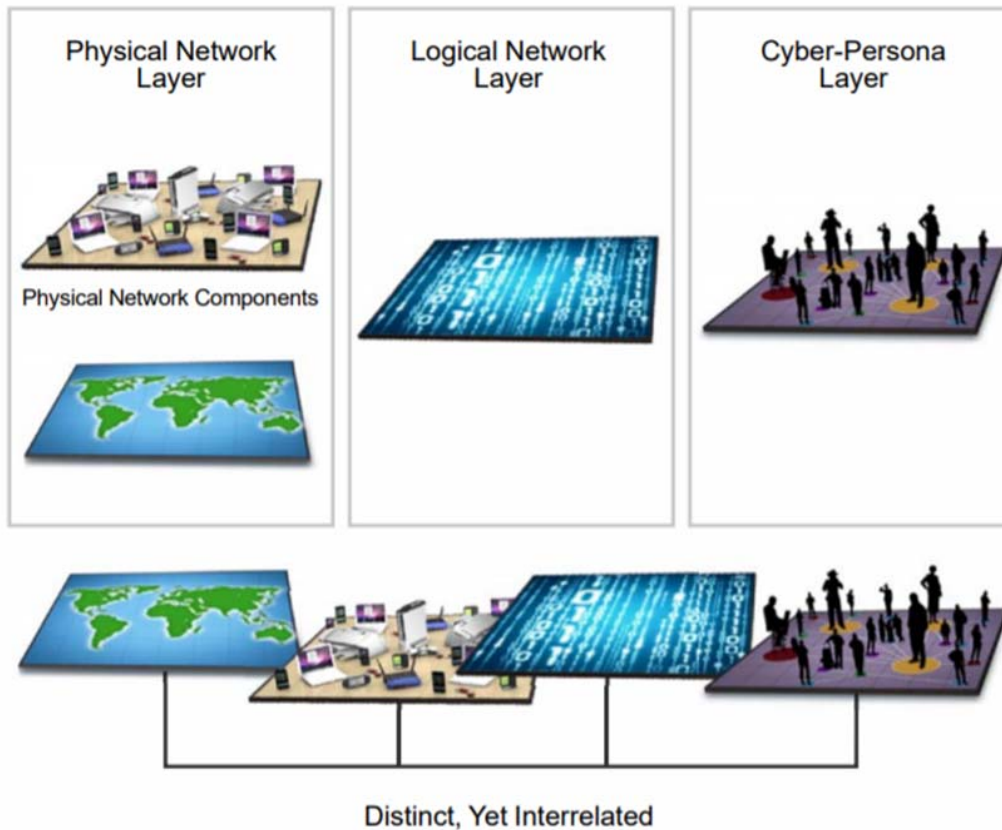 Physical Network
Layer
Logical Network
Layer
Cyber-Persona
Layer
Physical Network Components
Distinct, Yet Interrelated